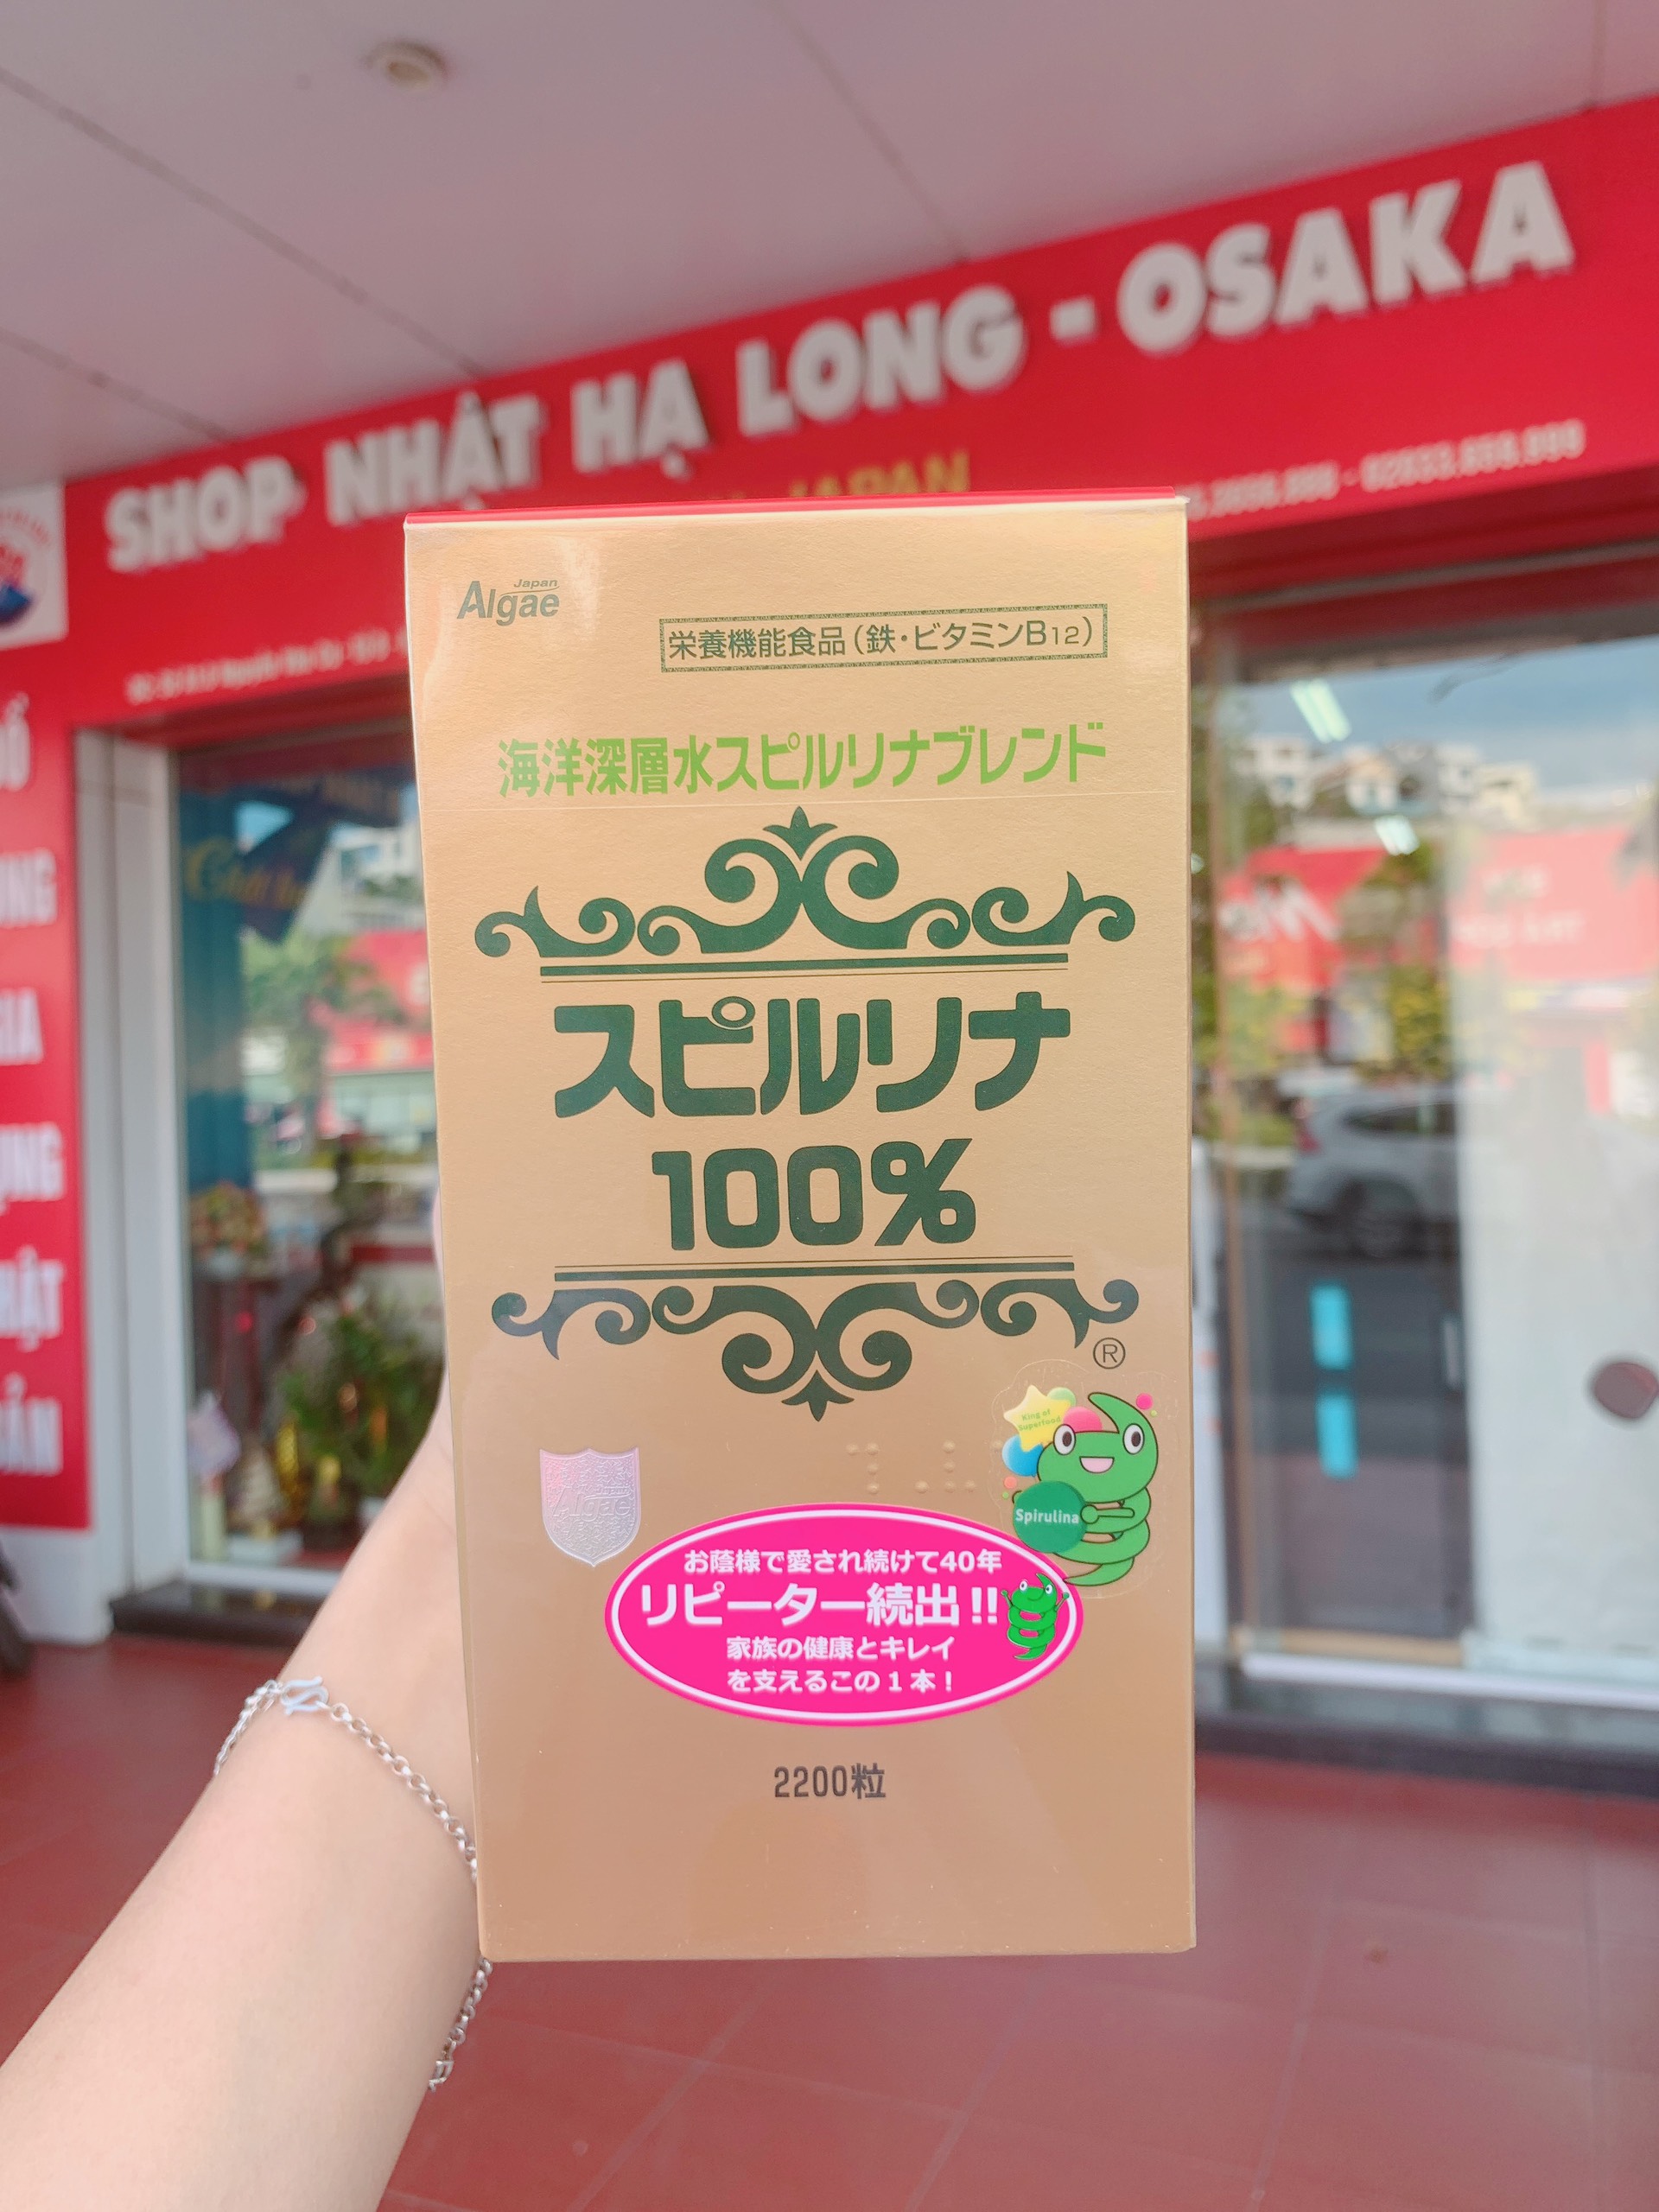 SHOP NHẬT HẠ LONG - OSAKA
JAPAN
Japan
Algae
栄養機能食品(鉄・ビタミンB12)
海洋深層水スピルリナブレンド
スピルリナ
100%
®
King of
Superfood
Spirulina
Algae
お蔭様で愛され続けて40年
リピーター続出!!
家族の健康とキレイ
を支えるこの1本!
2200粒